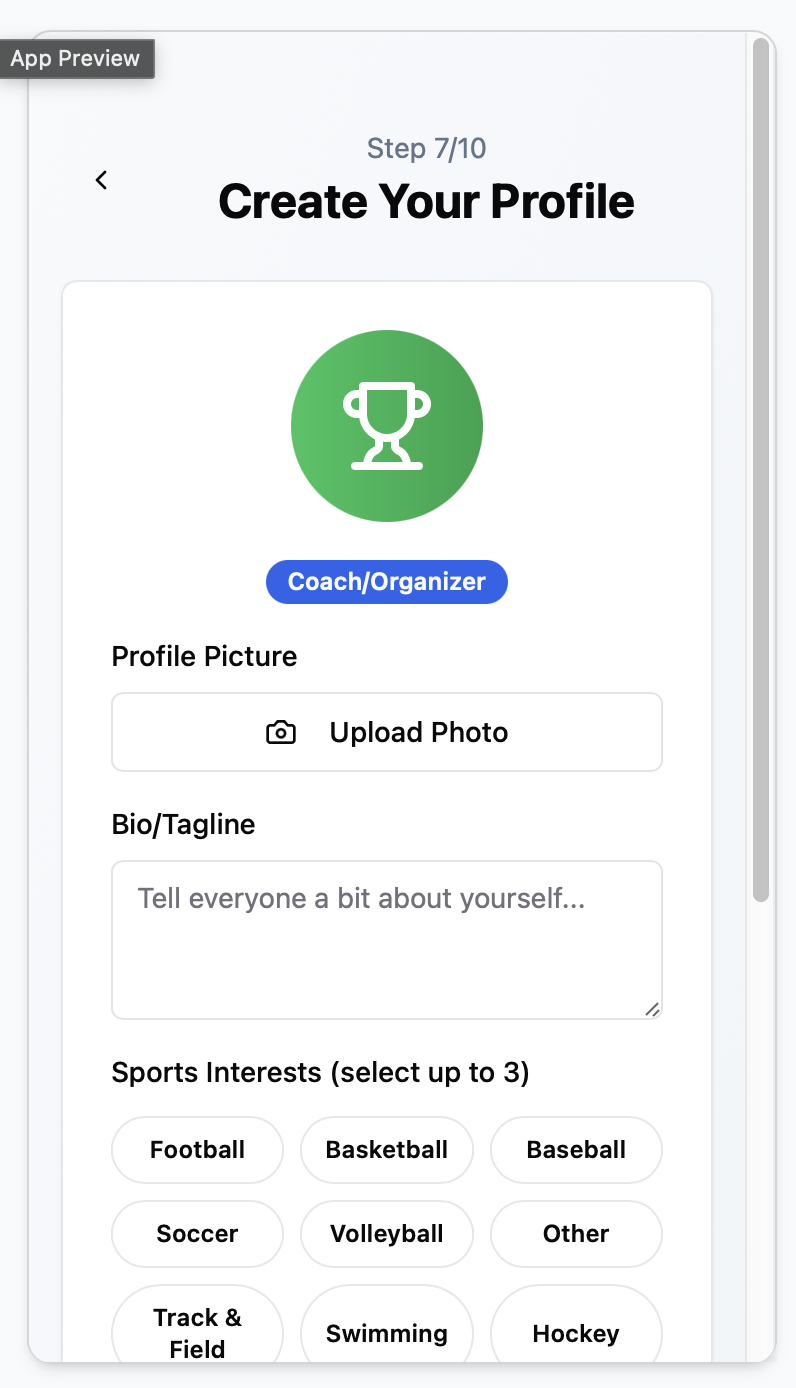 App Preview
Step 7/10
Create Your Profile
Coach/Organizer
Profile Picture
Upload Photo
Bio/Tagline
Tell everyone a bit about yourself...
Sports Interests (select up to 3)
Football
Basketball
Baseball
Soccer
Volleyball
Other
Track &
Field
Swimming
Hockey